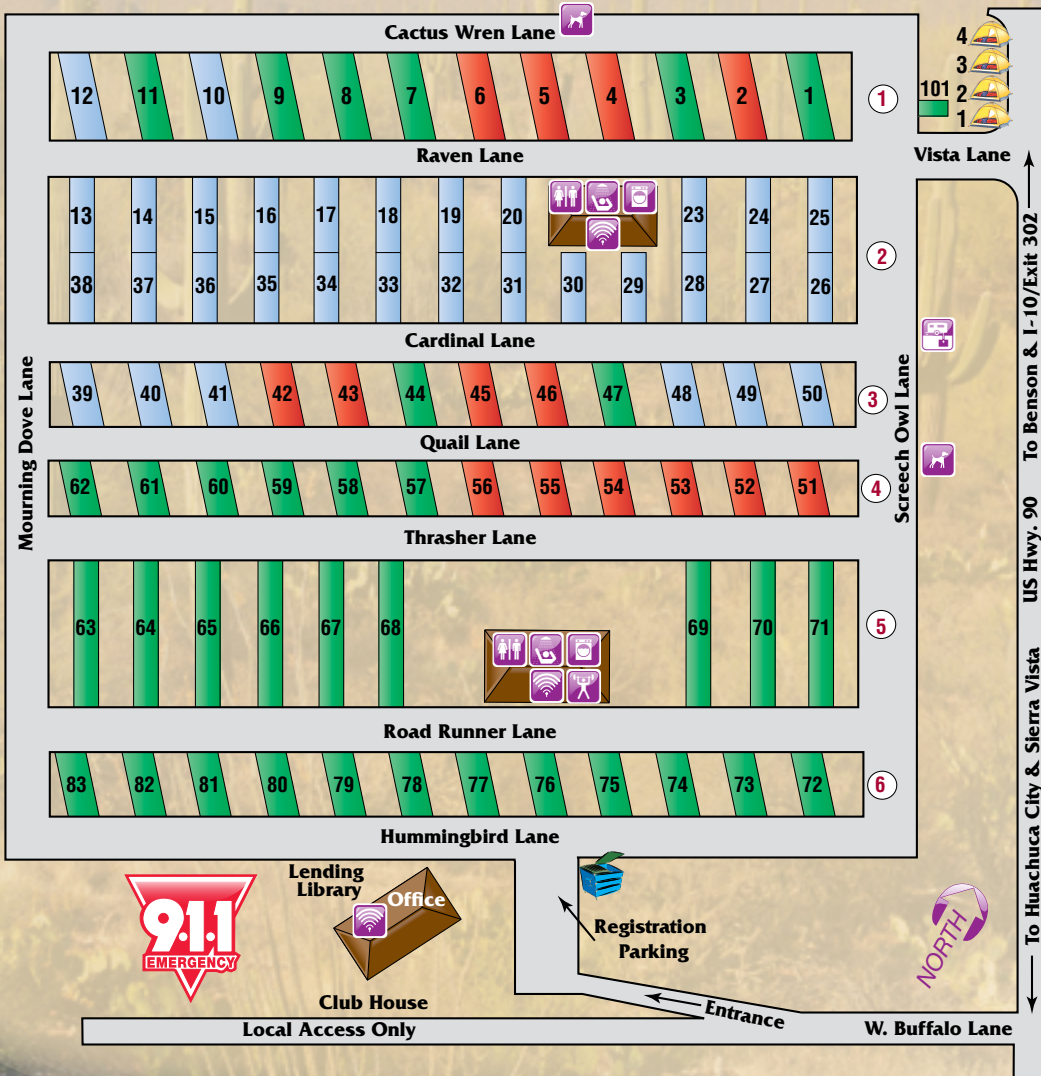 Cactus Wren Lane
4
3
101 2
1
12 11 10 9 8 7 6 5 4 3 2 1
1
Raven Lane
Vista Lane
13 14 15 16 17 18 19 20 23 24 25
2
38 37 36 35 34 33 32 31 30 29 28 27 26
Cardinal Lane
39 40 41 42 43 44 45 46 47 48 49 50
3
Quail Lane
62 61 60 59 58 57 56 55 54 53 52 51
4
Thrasher Lane
63 64 65 66 67 68 69 70 71
5
Road Runner Lane
83 82 81 80 79 78 77 76 75 74 73 72
6
Hummingbird Lane
Mourning Dove Lane
Screech Owl Lane
To Benson & I-10/Exit 302
US Hwy. 90
To Huachuca City & Sierra Vista
9.1.1
EMERGENCY
Lending
Library
Office
Club House
Registration
Parking
NORTH
Entrance
Local Access Only
W. Buffalo Lane